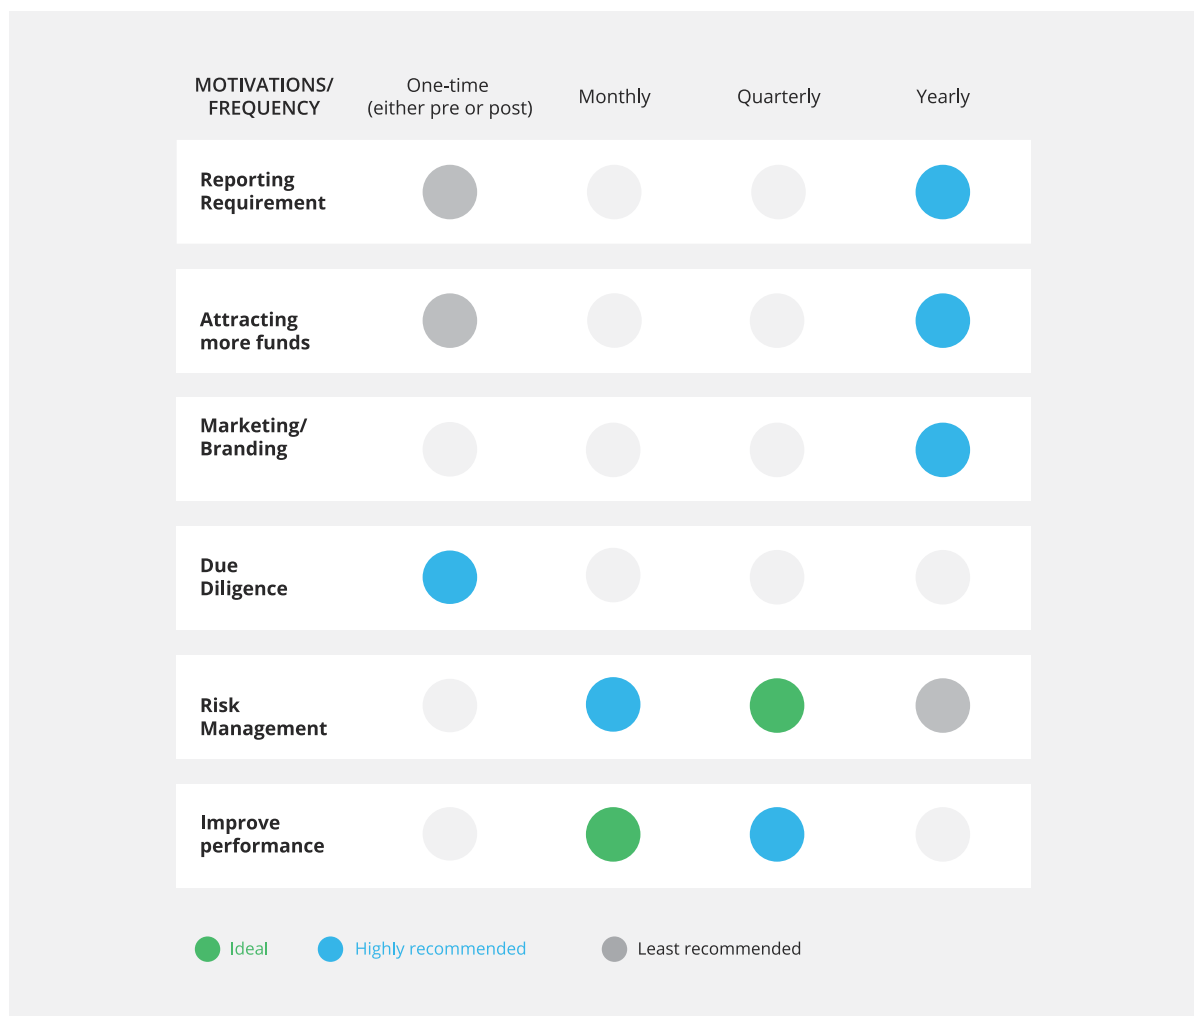 MOTIVATIONS/
FREQUENCY
One-time
(either pre or post)
Monthly
Quarterly
Yearly
Reporting
Requirement
Attracting
more funds
Marketing/
Branding
Due
Diligence
Risk
Management
Improve
performance
Ideal
Highly recommended
Least recommended